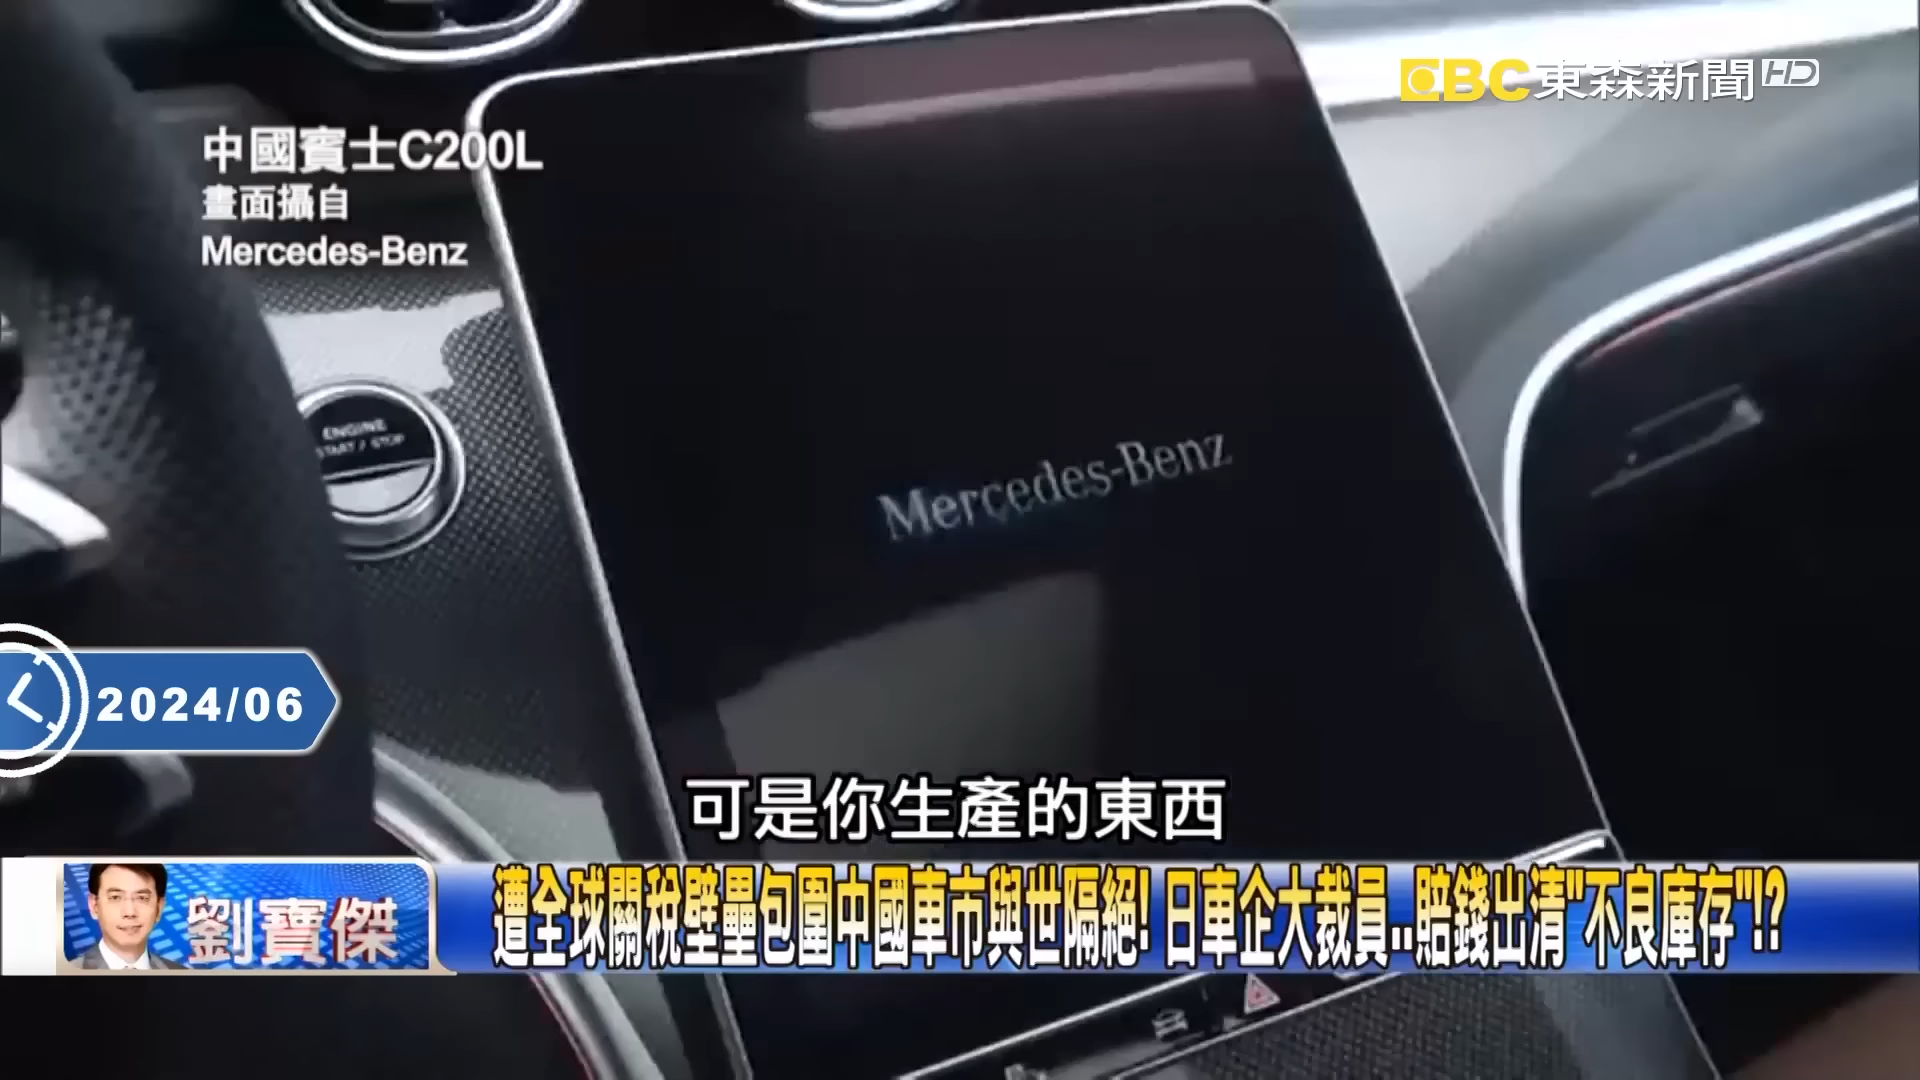 EBC東森新聞HD
中國賓士C200L
畫面攝自
Mercedes-Benz
ENGINE
START / STOP
Mercedes-Benz
2024/06
可是你生產的東西
劉寶傑
遭全球關稅壁壘包圍中國車市與世隔絕! 日車企大裁員..賠錢出清"不良庫存"!?